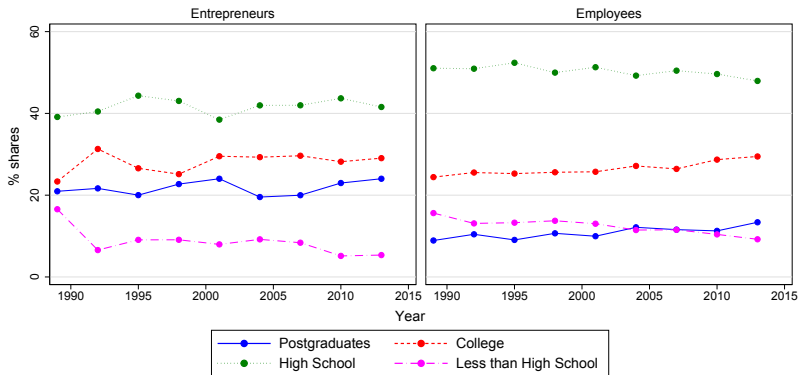 Entrepreneurs Employees
60
40
20
0
% shares
1990 1995 2000 2005 2010 2015 1990 1995 2000 2005 2010 2015
Year
Postgraduates College
High School Less than High School